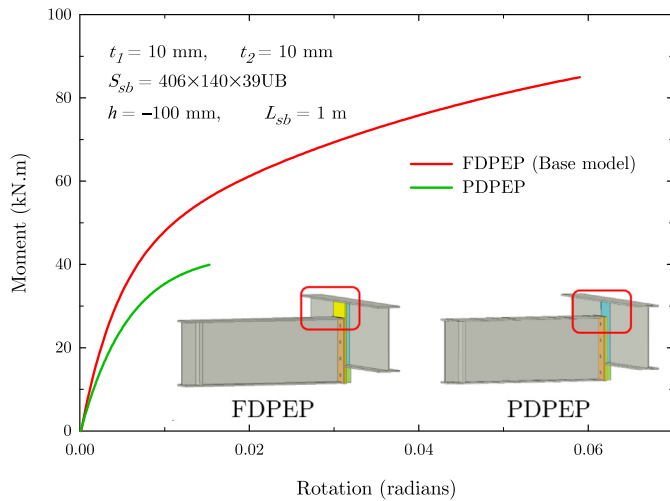 100
80
60
40
20
0
Moment (kN.m)
t₁ = 10 mm, t₂ = 10 mm
Sₛb = 406×140×39UB
h = −100 mm, Lₛb = 1 m
FDPEP (Base model)
PDPEP
FDPEP
PDPEP
0.00
0.02
0.04
0.06
Rotation (radians)